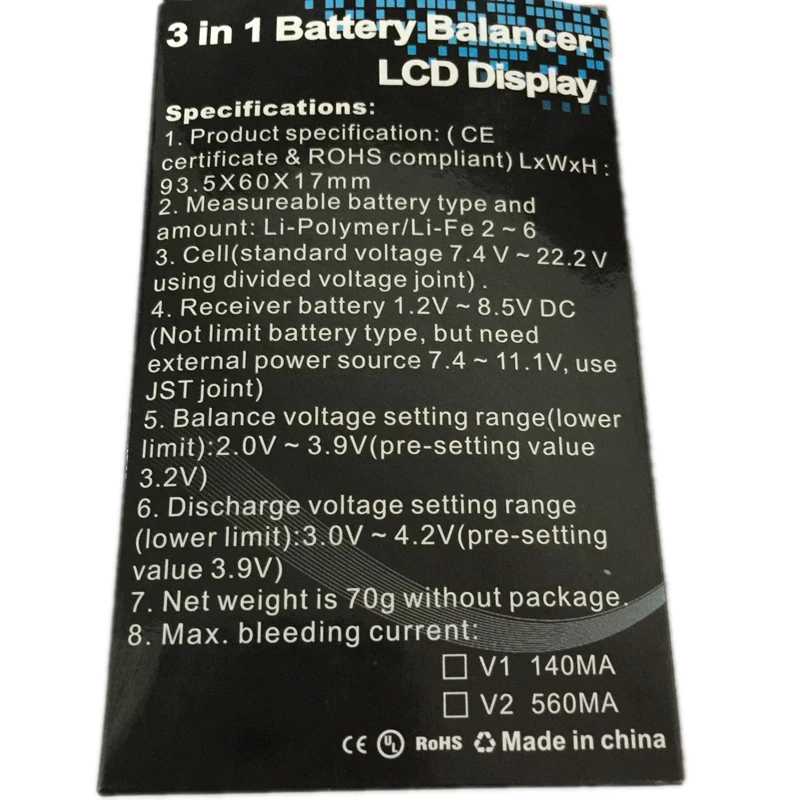 3 in 1 Battery Balancer
LCD Display
Specifications:
1. Product specification: ( CE
certificate & ROHS compliant) LxWxH :
93.5X60X17mm
2. Measureable battery type and
amount: Li-Polymer/Li-Fe 2 ~ 6
3. Cell(standard voltage 7.4 V ~ 22.2 V
using divided voltage joint) .
4. Receiver battery 1.2V ~ 8.5V DC
(Not limit battery type, but need
external power source 7.4 ~ 11.1V, use
JST joint)
5. Balance voltage setting range(lower
limit):2.0V ~ 3.9V(pre-setting value
3.2V)
6. Discharge voltage setting range
(lower limit):3.0V ~ 4.2V(pre-setting
value 3.9V)
7. Net weight is 70g without package.
8. Max. bleeding current:
V1 140MA
V2 560MA
CE UL RoHS Made in china